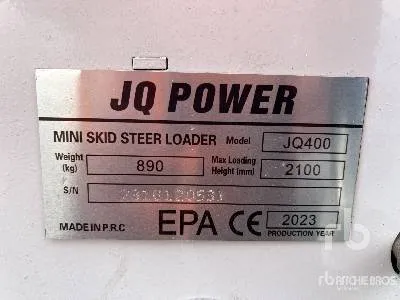 JQ POWER
MINI SKID STEER LOADER Model JQ400
Weight (kg) 890 Max Loading Height (mm) 2100
S/N
MADE IN P.R.C EPA CE 2023
PRODUCTION YEAR
rb
RITCHIE BROS.